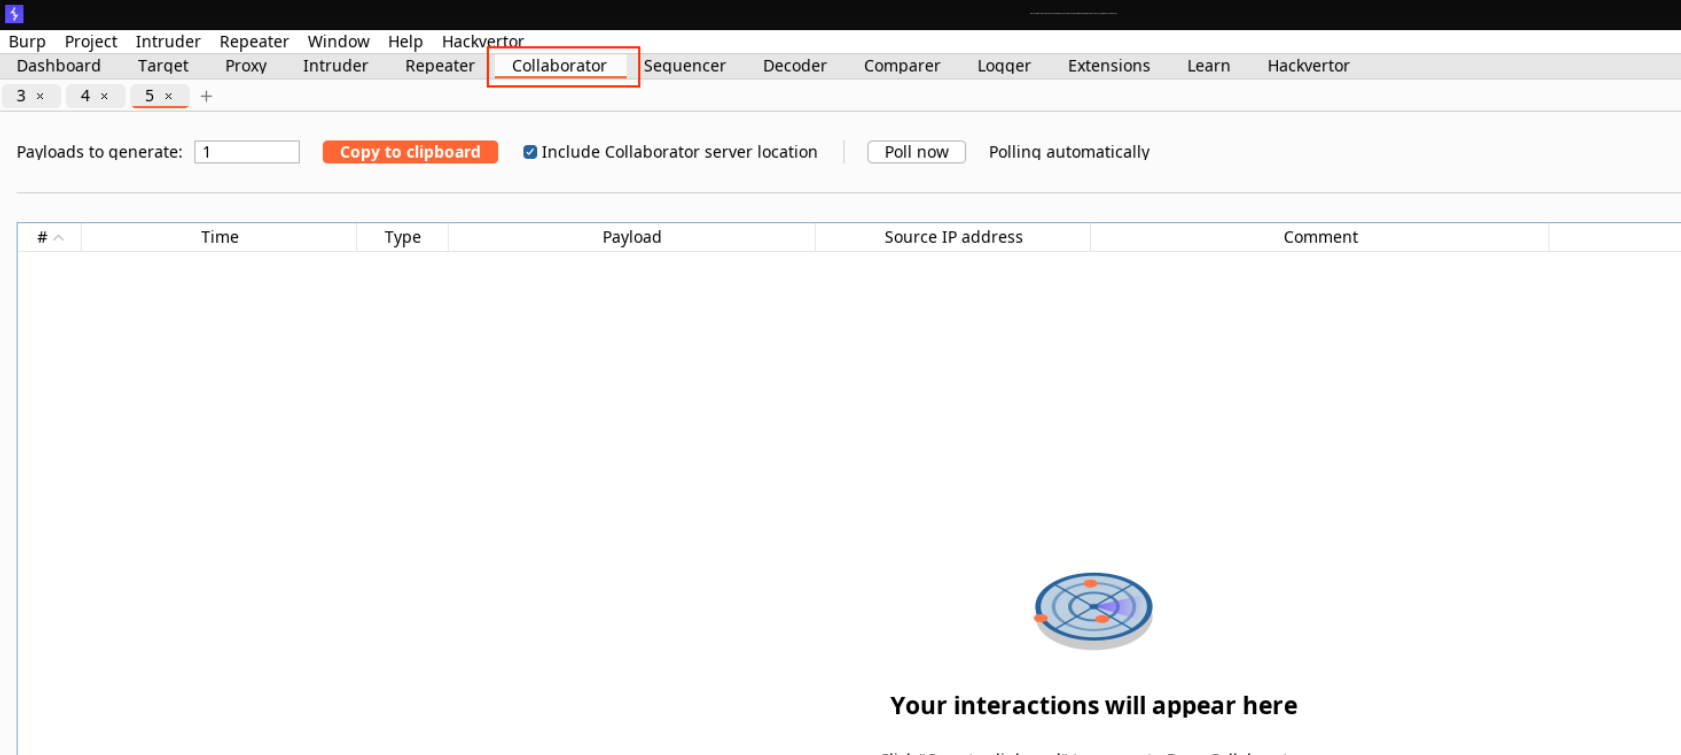 Burp Project Intruder Repeater Window Help Hackvertor
Dashboard Target Proxy Intruder Repeater Collaborator Sequencer Decoder Comparer Logger Extensions Learn Hackvertor
3 × 4 × 5 × +
Payloads to generate: 1 Copy to clipboard Include Collaborator server location Poll now Polling automatically
# Time Type Payload Source IP address Comment
Your interactions will appear here